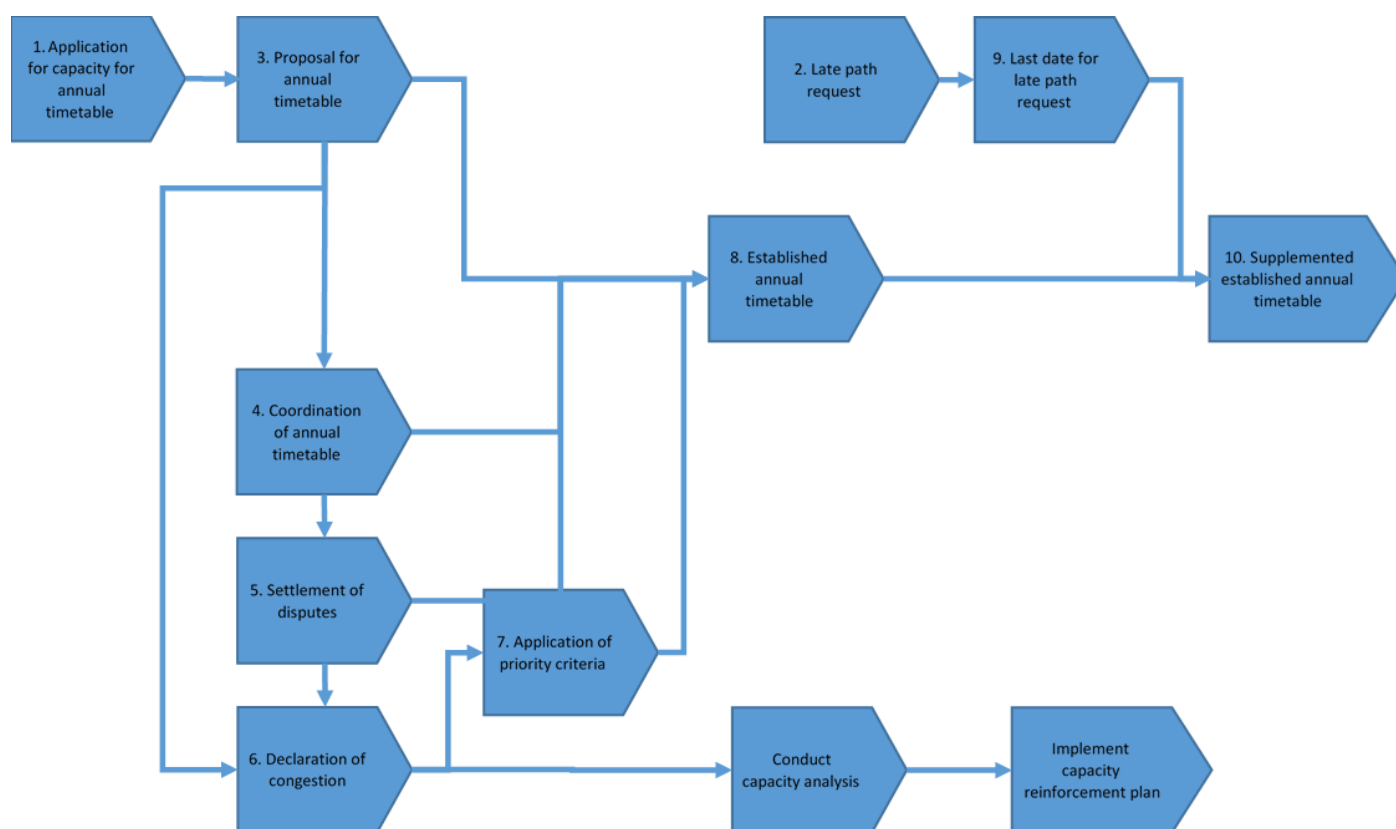 1. Application
for capacity for
annual
timetable
3. Proposal for
annual
timetable
2. Late path
request
9. Last date for
late path
request
8. Established
annual
timetable
10. Supplemented
established annual
timetable
4. Coordination
of annual
timetable
5. Settlement of
disputes
7. Application of
priority criteria
6. Declaration of
congestion
Conduct
capacity analysis
Implement
capacity
reinforcement plan